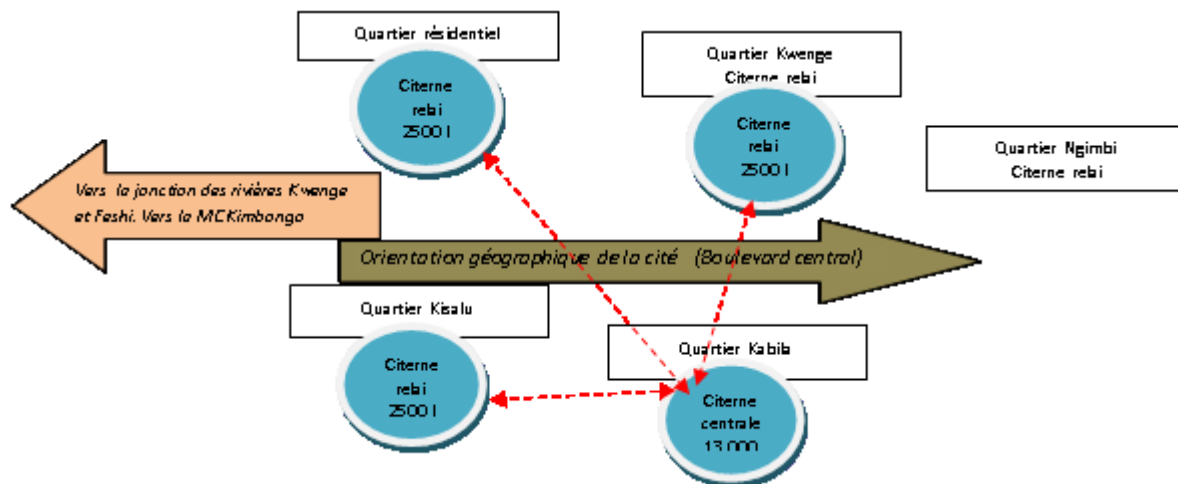 Quartier résidentiel
Citerne
relai
2500 l
Quartier Kwenge
Citerne relai
Citerne
relai
2500 l
Quartier Ngimbi
Citerne relai
Vers la jonction des rivières Kwenge
et Fashi. Vers la MCKimbongo
Orientation géographique de la cité (Boulevard central)
Quartier Kisalu
Citerne
relai
2500 l
Quartier Kabila
Citerne
centrale
13.000